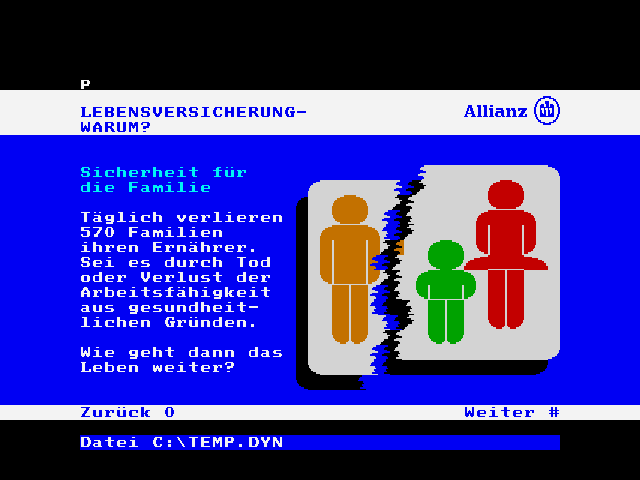 P
LEBENSVERSICHERUNG-
WARUM?
Allianz
Sicherheit für
die Familie
Täglich verlieren
570 Familien
ihren Ernährer.
Sei es durch Tod
oder Verlust der
Arbeitsfähigkeit
aus gesundheit-
lichen Gründen.
Wie geht dann das
Leben weiter?
Zurück 0
Weiter #
Datei C:\TEMP.DYN